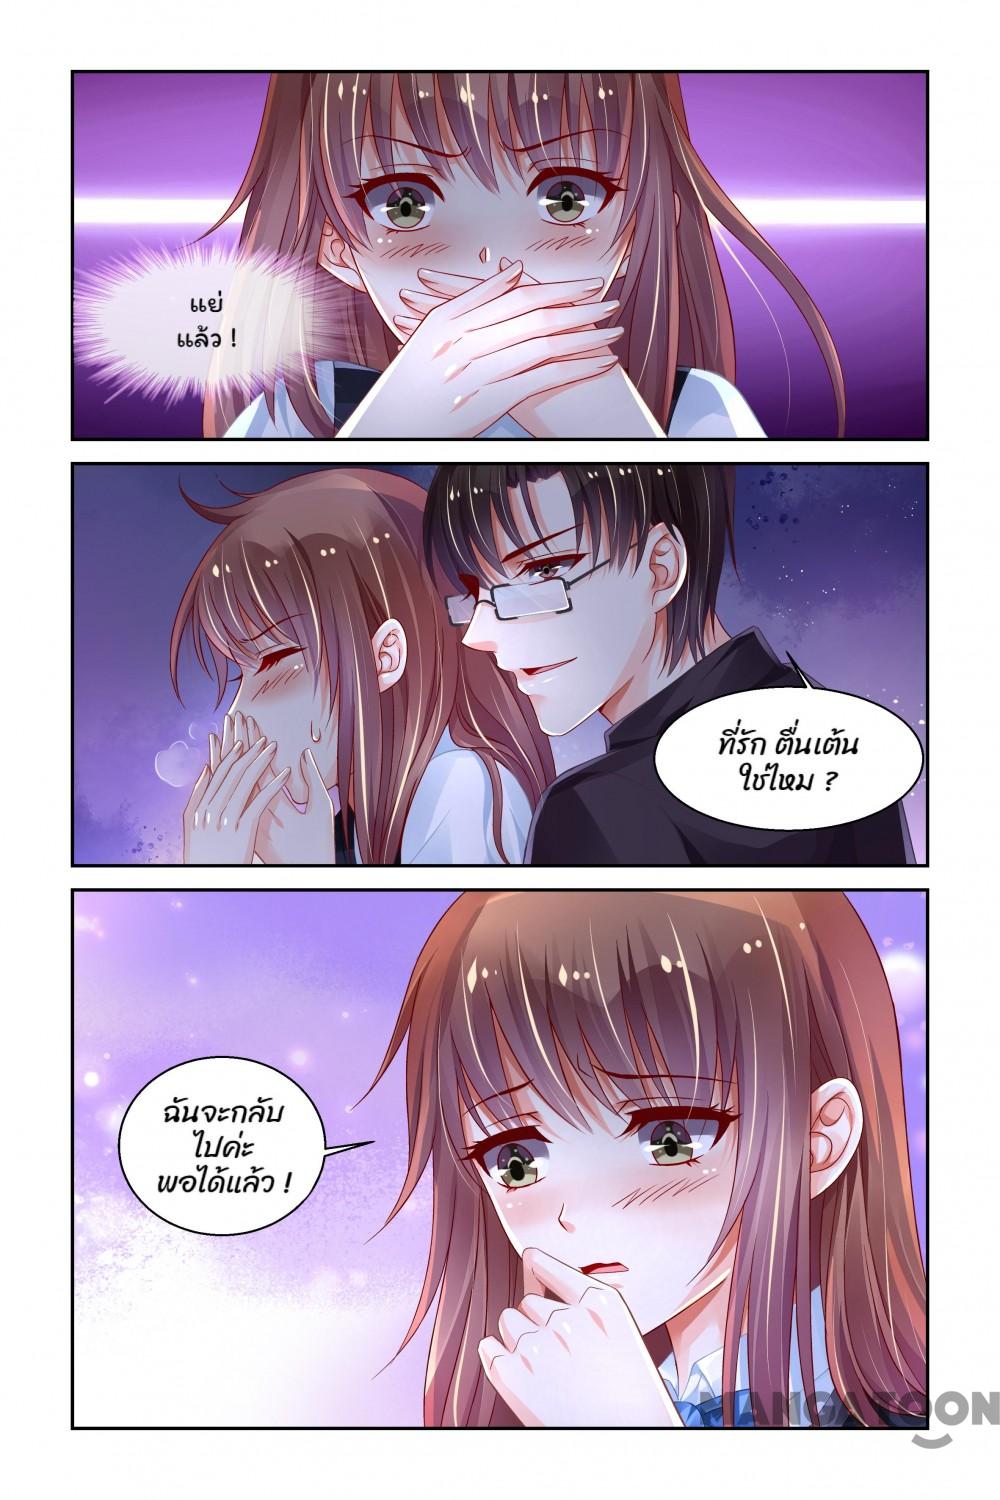 แย่
แล้ว !
ที่รัก ตื่นเต้น
ใช่ไหม ?
ฉันจะกลับ
ไปค่ะ
พอได้แล้ว !
MANGATOON